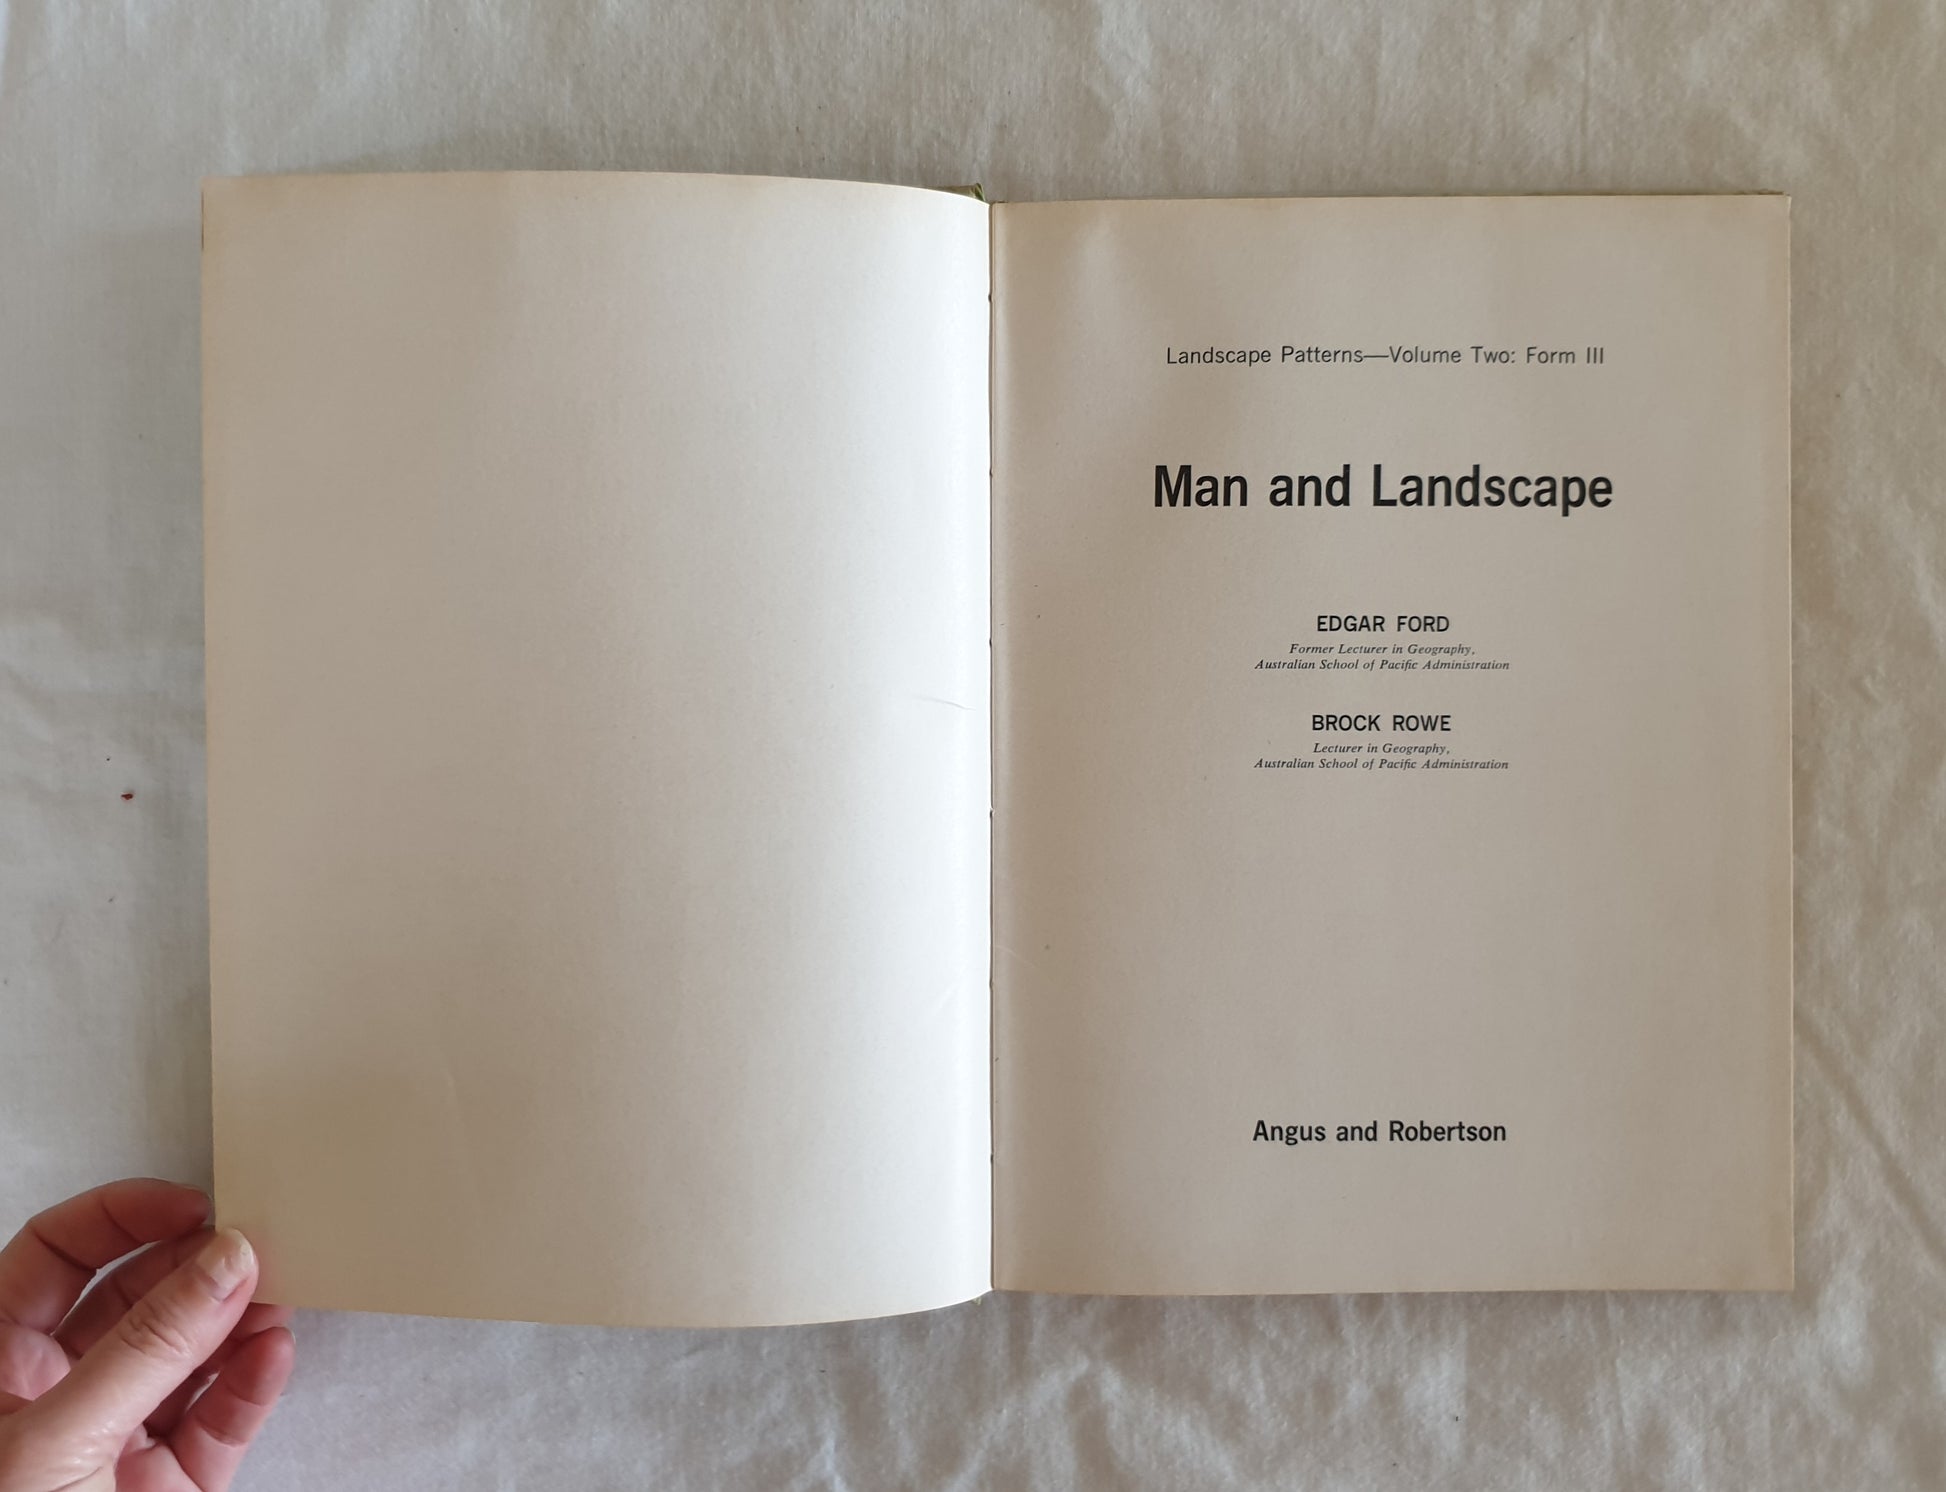 Landscape Patterns—Volume Two: Form III
Man and Landscape
EDGAR FORD
Former Lecturer in Geography,
Australian School of Pacific Administration
BROCK ROWE
Lecturer in Geography,
Australian School of Pacific Administration
Angus and Robertson